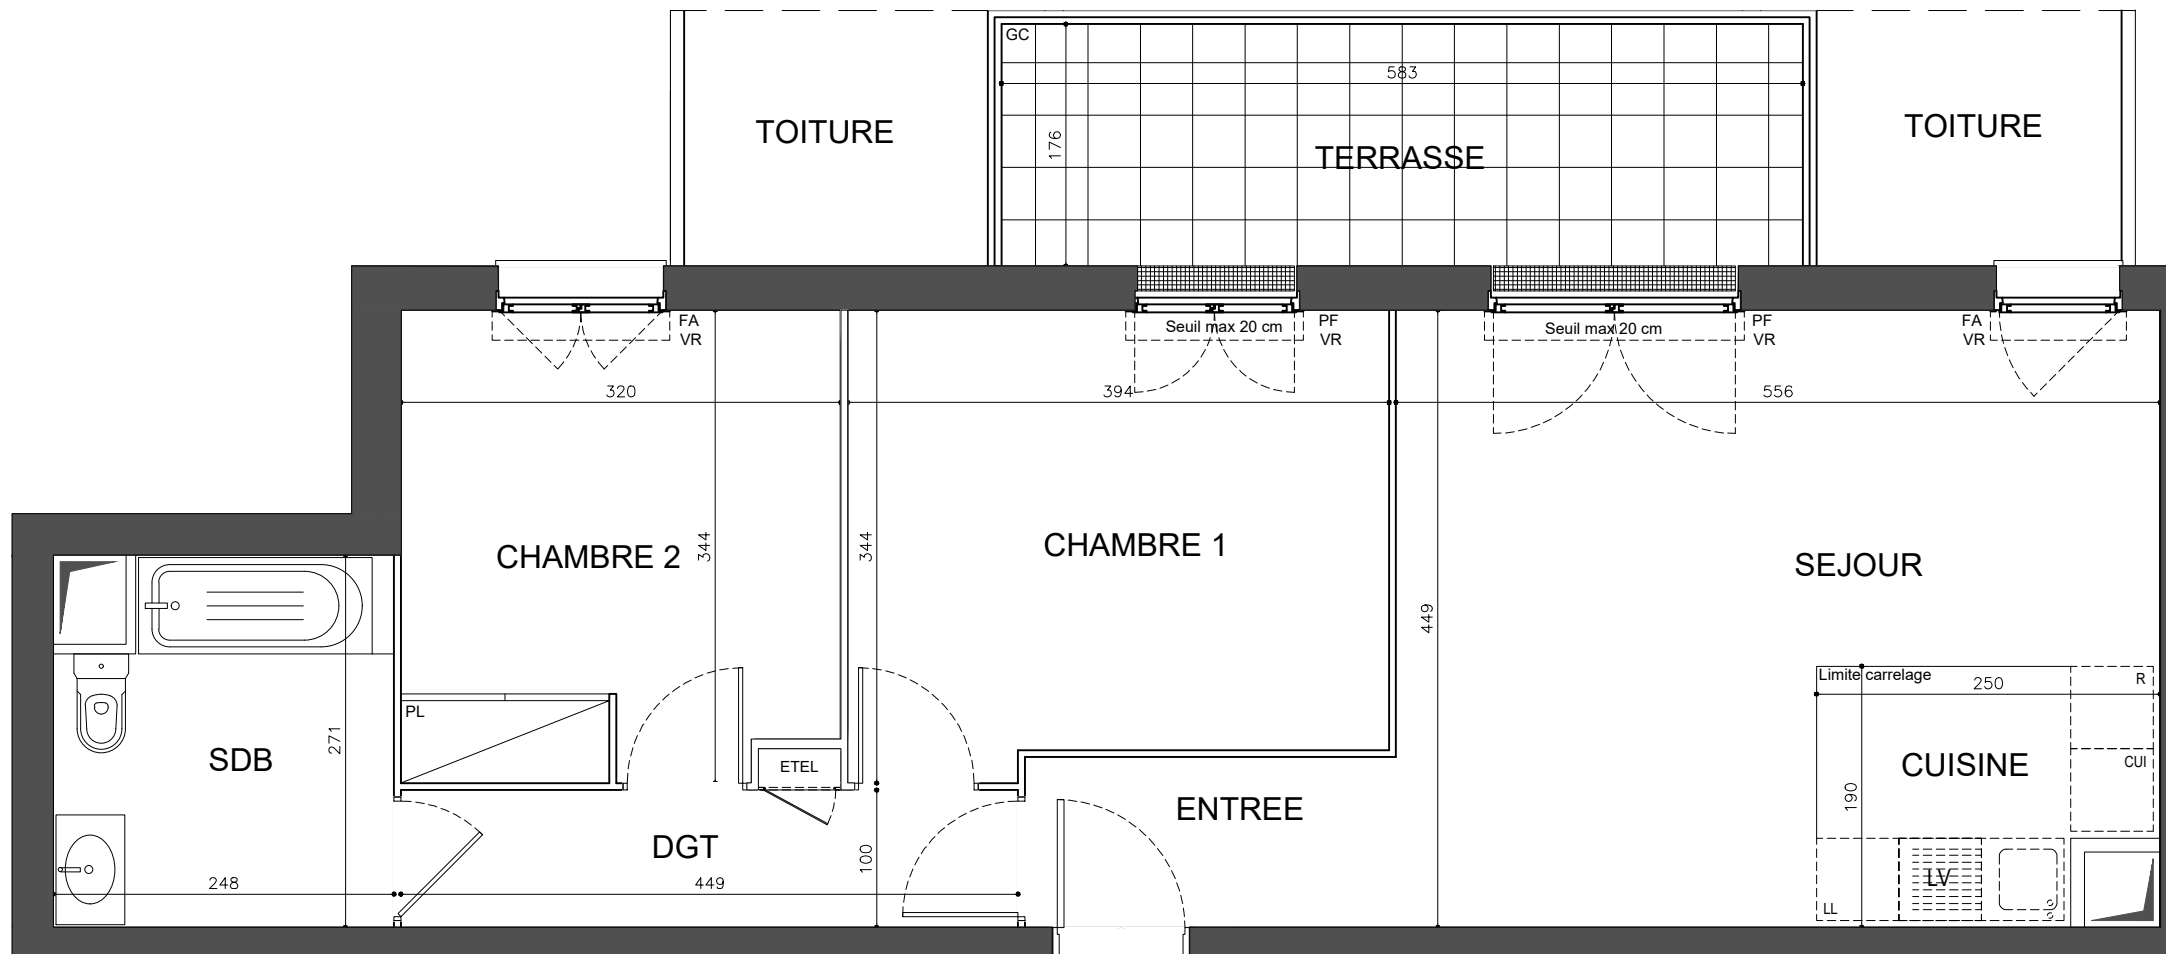 GC
583
TOITURE
TOITURE
176
TERRASSE
FA
VR
Seuil max 20 cm
PF
VR
Seuil max 20 cm
PF
VR
FA
VR
320
394
556
344
344
CHAMBRE 2
CHAMBRE 1
SEJOUR
449
Limite carrelage
250
R
PL
271
SDB
ETEL
CUISINE
CUI
190
ENTREE
DGT
100
248
449
LV
LL